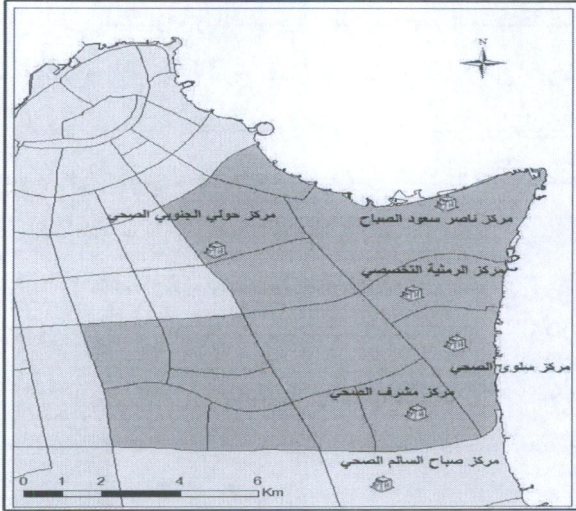 N
مركز حولي الجنوبي الصحي
مركز ناصر سعود الصباح
مركز الرمثية التخصصي
مركز سلوى الصحي
مركز مشرف الصحي
مركز صباح السالم الصحي
0 1 2 4 6
Km